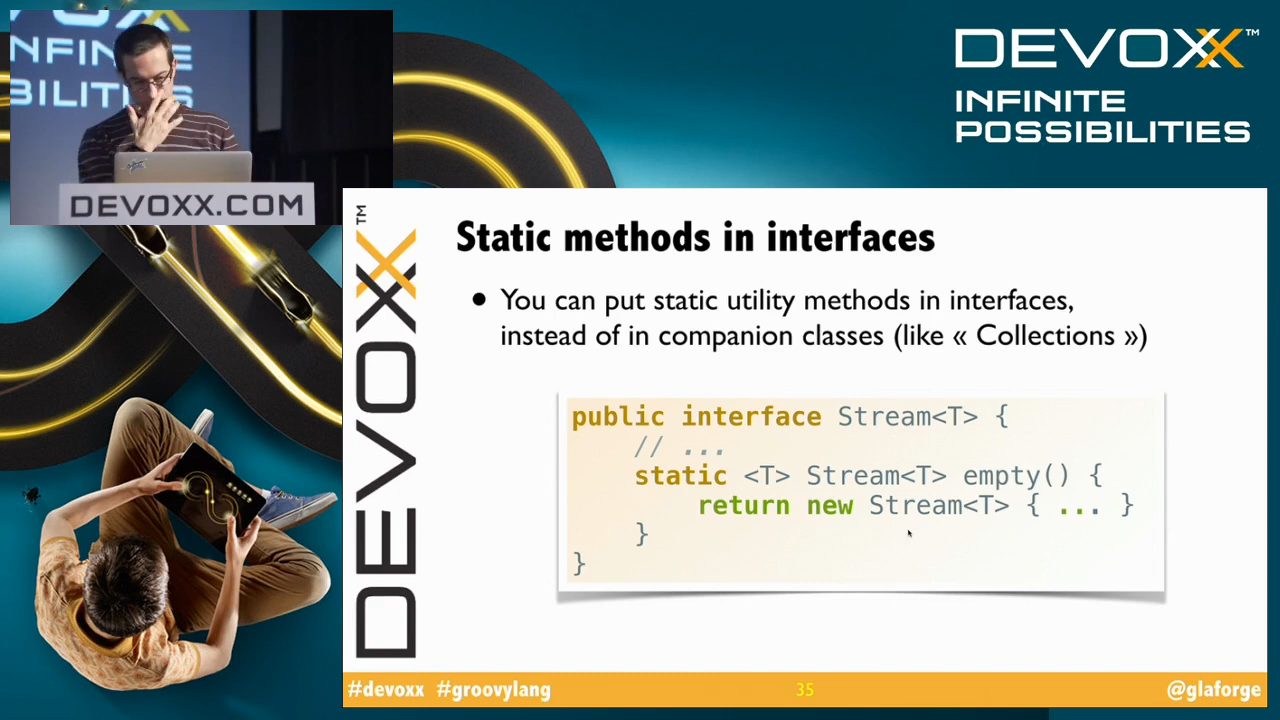 INFINITE
BILITIES
DEVOXX.COM
DEVOXX™
INFINITE
POSSIBILITIES
DEVOXX™
Static methods in interfaces
• You can put static utility methods in interfaces,
instead of in companion classes (like « Collections »)
public interface Stream<T> {
// ...
static <T> Stream<T> empty() {
return new Stream<T> { ... }
}
}
#devoxx #groovylang
35
@glaforge